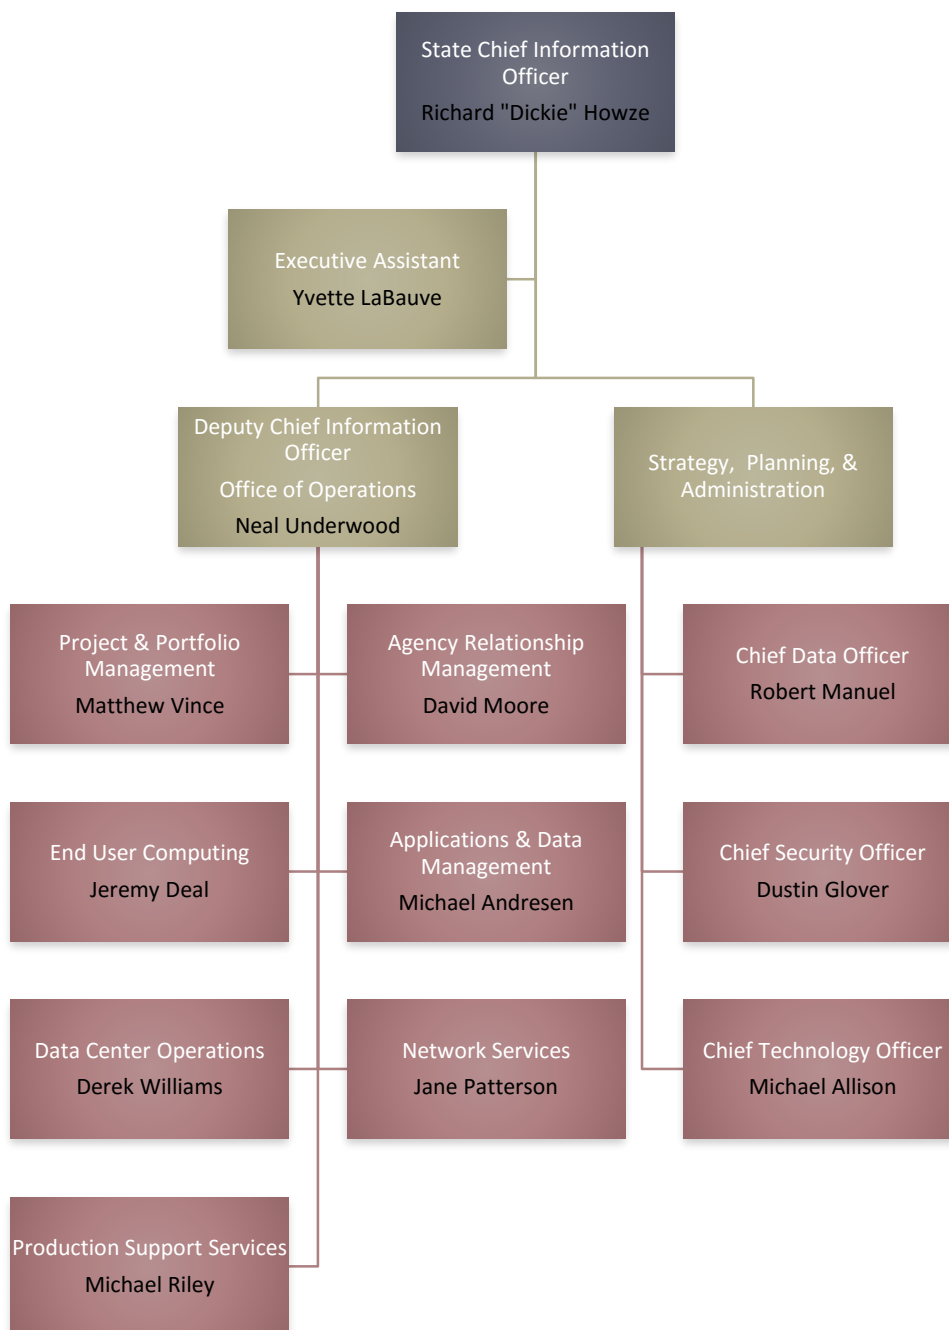 State Chief Information
Officer
Richard "Dickie" Howze
Executive Assistant
Yvette LaBauve
Deputy Chief Information
Officer
Office of Operations
Neal Underwood
Strategy, Planning, &
Administration
Project & Portfolio
Management
Matthew Vince
Agency Relationship
Management
David Moore
Chief Data Officer
Robert Manuel
End User Computing
Jeremy Deal
Applications & Data
Management
Michael Andresen
Chief Security Officer
Dustin Glover
Data Center Operations
Derek Williams
Network Services
Jane Patterson
Chief Technology Officer
Michael Allison
Production Support Services
Michael Riley